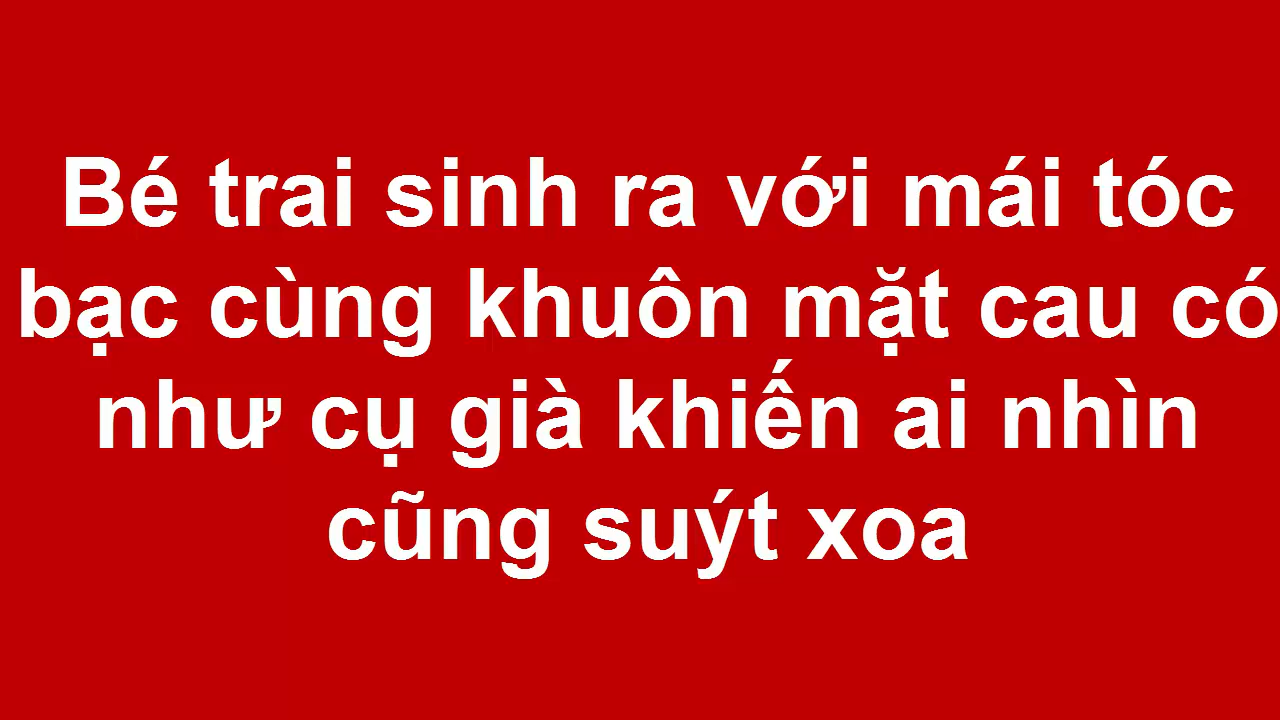 Bé trai sinh ra với mái tóc
bạc cùng khuôn mặt cau có
như cụ già khiến ai nhìn
cũng suýt xoa